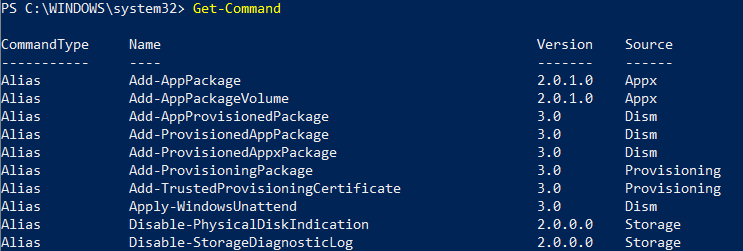 PS C:\WINDOWS\system32> Get-Command
CommandType Name Version Source
----------- ---- ------- ------
Alias Add-AppPackage 2.0.1.0 Appx
Alias Add-AppPackageVolume 2.0.1.0 Appx
Alias Add-AppProvisionedPackage 3.0 Dism
Alias Add-ProvisionedAppPackage 3.0 Dism
Alias Add-ProvisionedAppxPackage 3.0 Dism
Alias Add-ProvisioningPackage 3.0 Provisioning
Alias Add-TrustedProvisioningCertificate 3.0 Provisioning
Alias Apply-WindowsUnattend 3.0 Dism
Alias Disable-PhysicalDiskIndication 2.0.0.0 Storage
Alias Disable-StorageDiagnosticLog 2.0.0.0 Storage